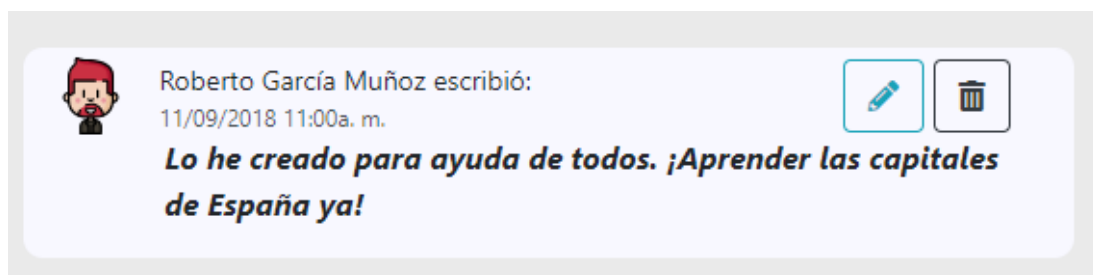 Roberto García Muñoz escribió:
11/09/2018 11:00a. m.
Lo he creado para ayuda de todos. ¡Aprender las capitales
de España ya!